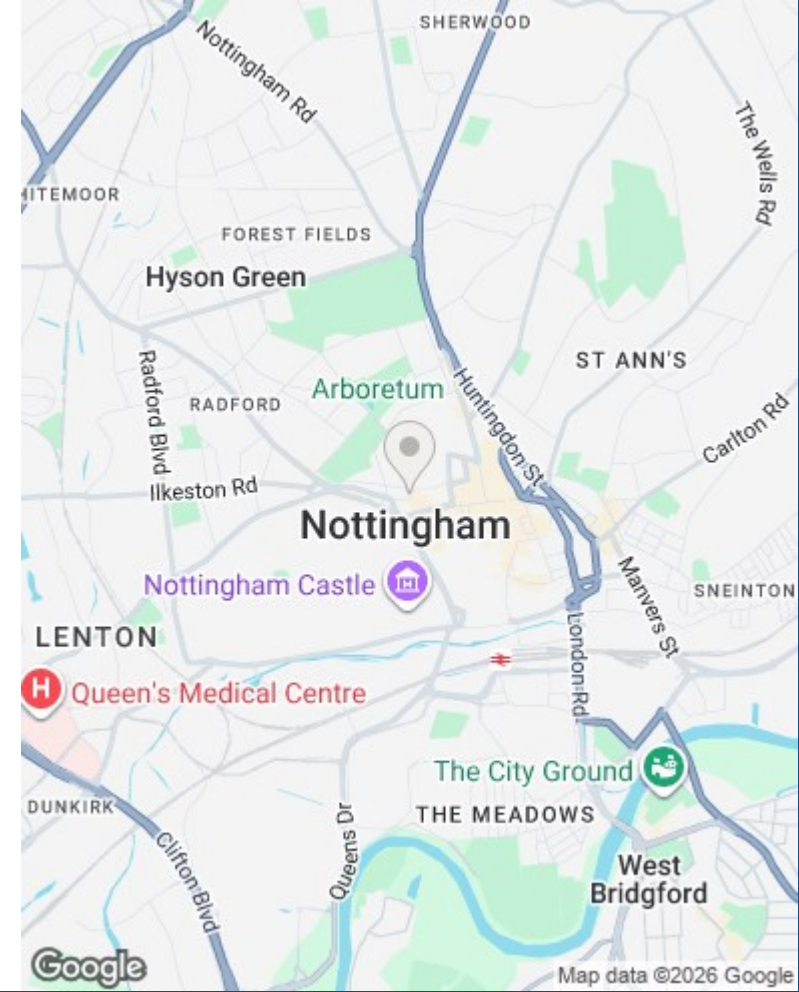 SHERWOOD
Nottingham Rd
The Wells Rd
HITEMOOR
FOREST FIELDS
Hyson Green
ST ANN'S
Radford Blvd
Arboretum
Huntingdon St
RADFORD
Carlton Rd
Ilkeston Rd
Nottingham
Nottingham Castle
Manvers St
SNEINTON
LENTON
London Rd
H
Queen's Medical Centre
The City Ground
DUNKIRK
THE MEADOWS
Queens Dr
Clifton Blvd
West
Bridgford
Google
Map data ©2026 Google